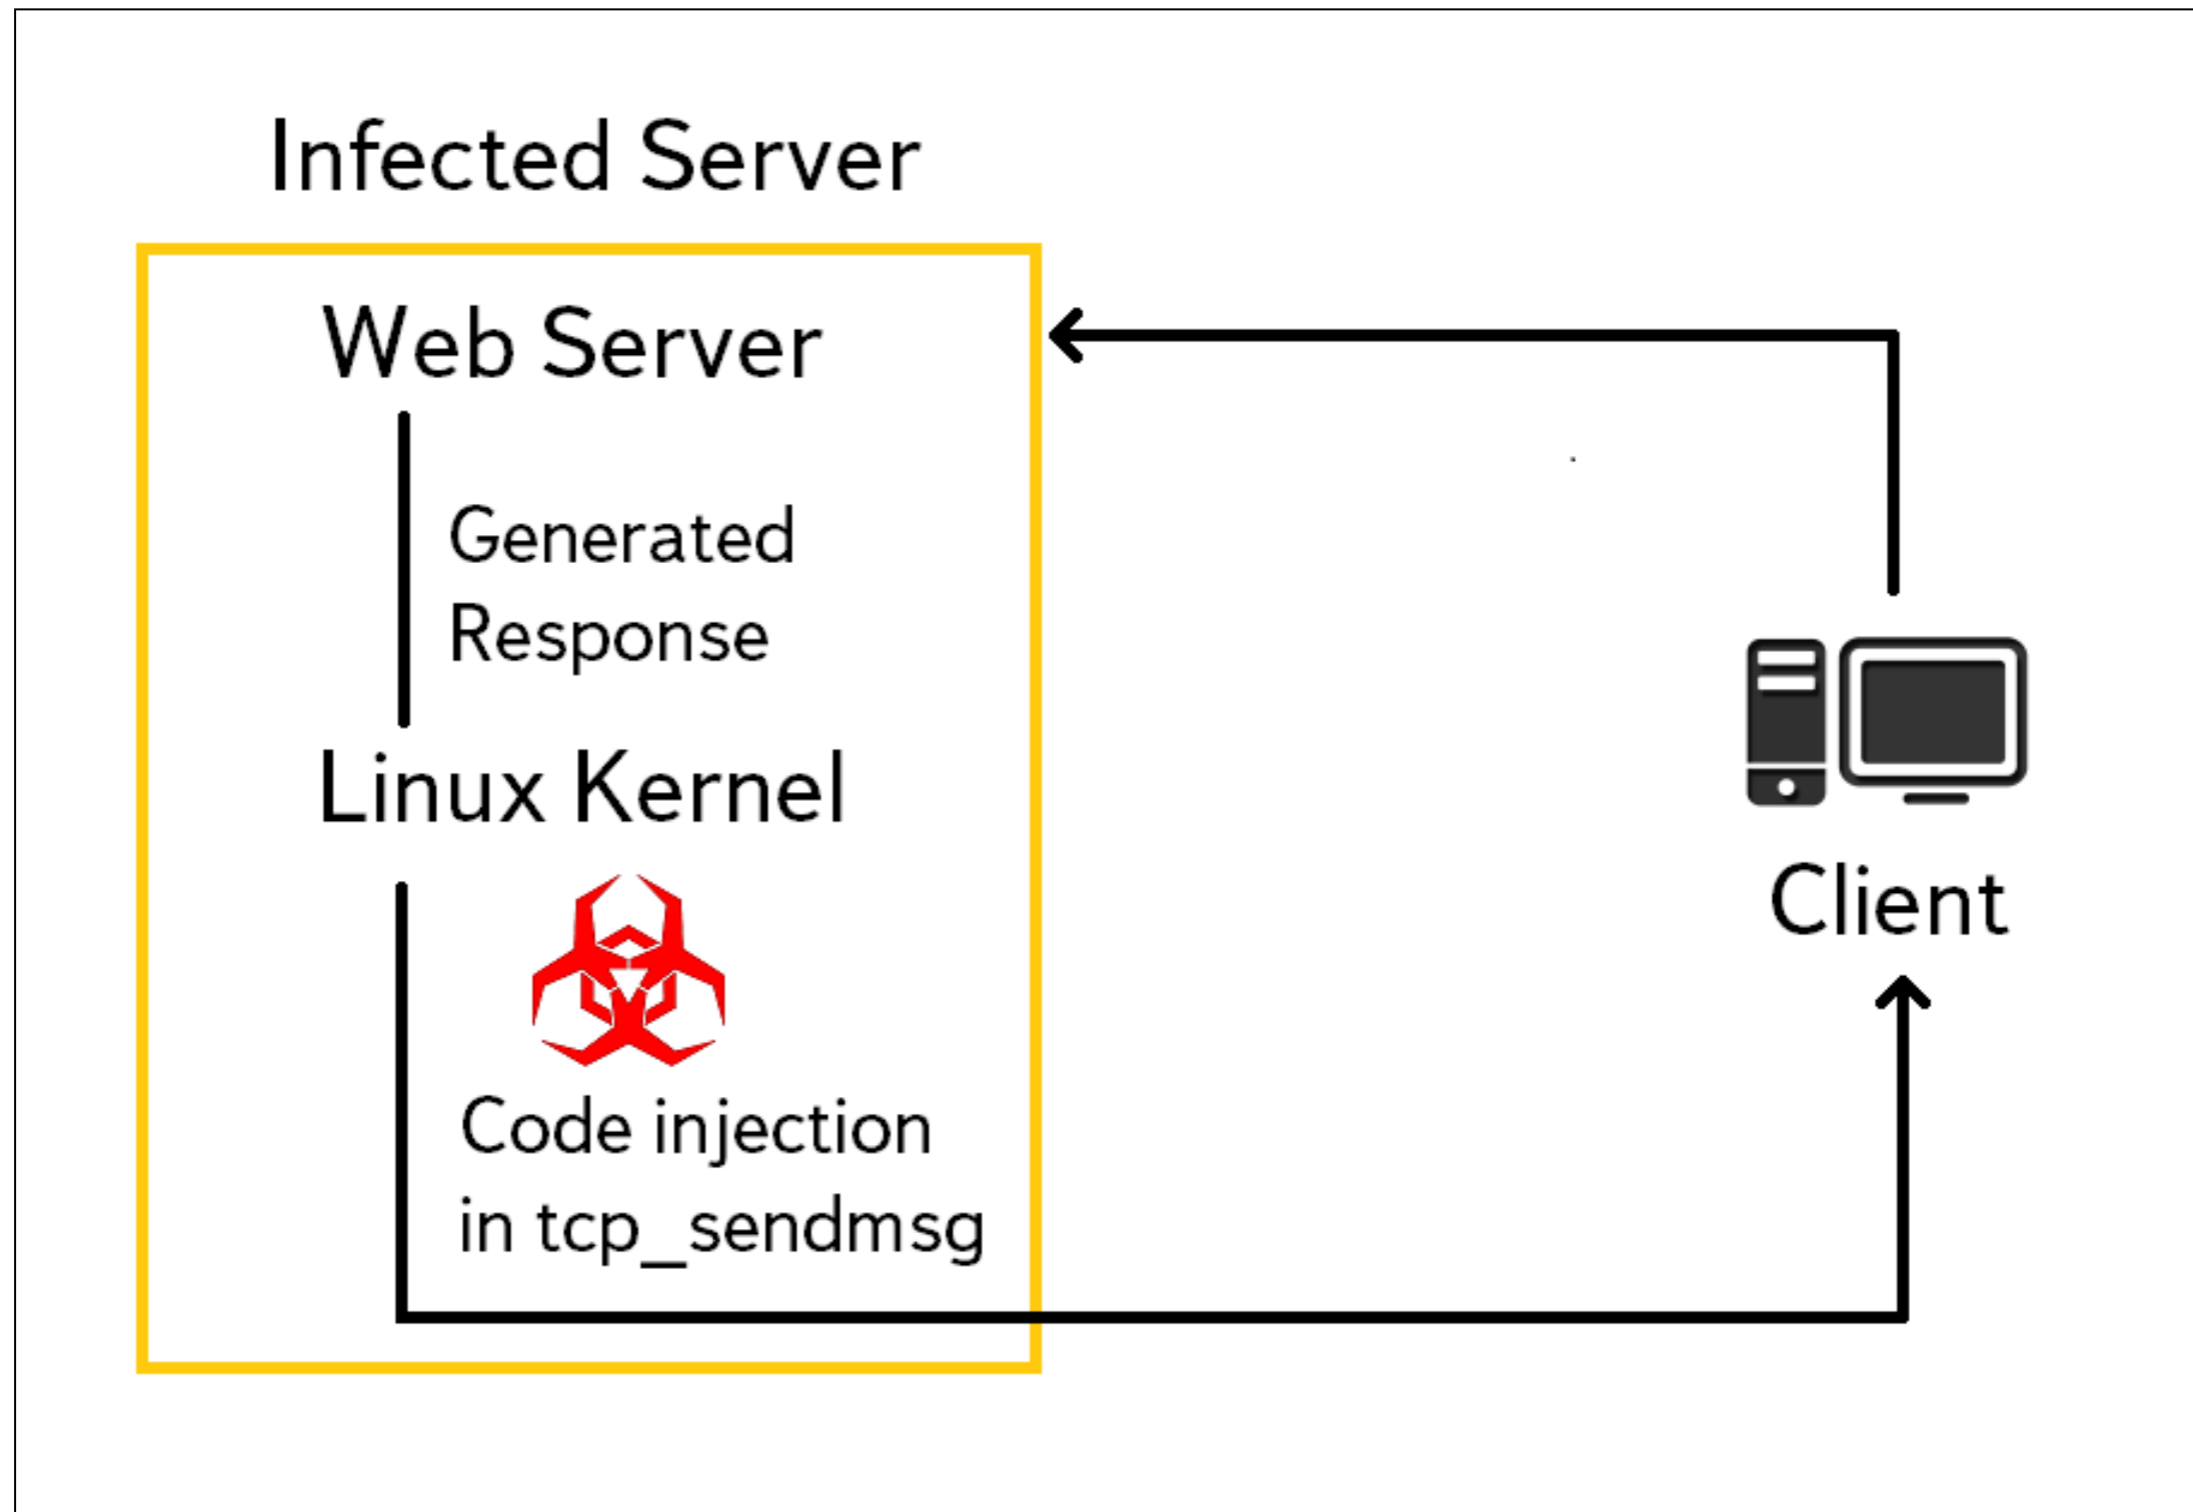 Infected Server
Web Server
Generated
Response
Linux Kernel
Code injection
in tcp_sendmsg
Client